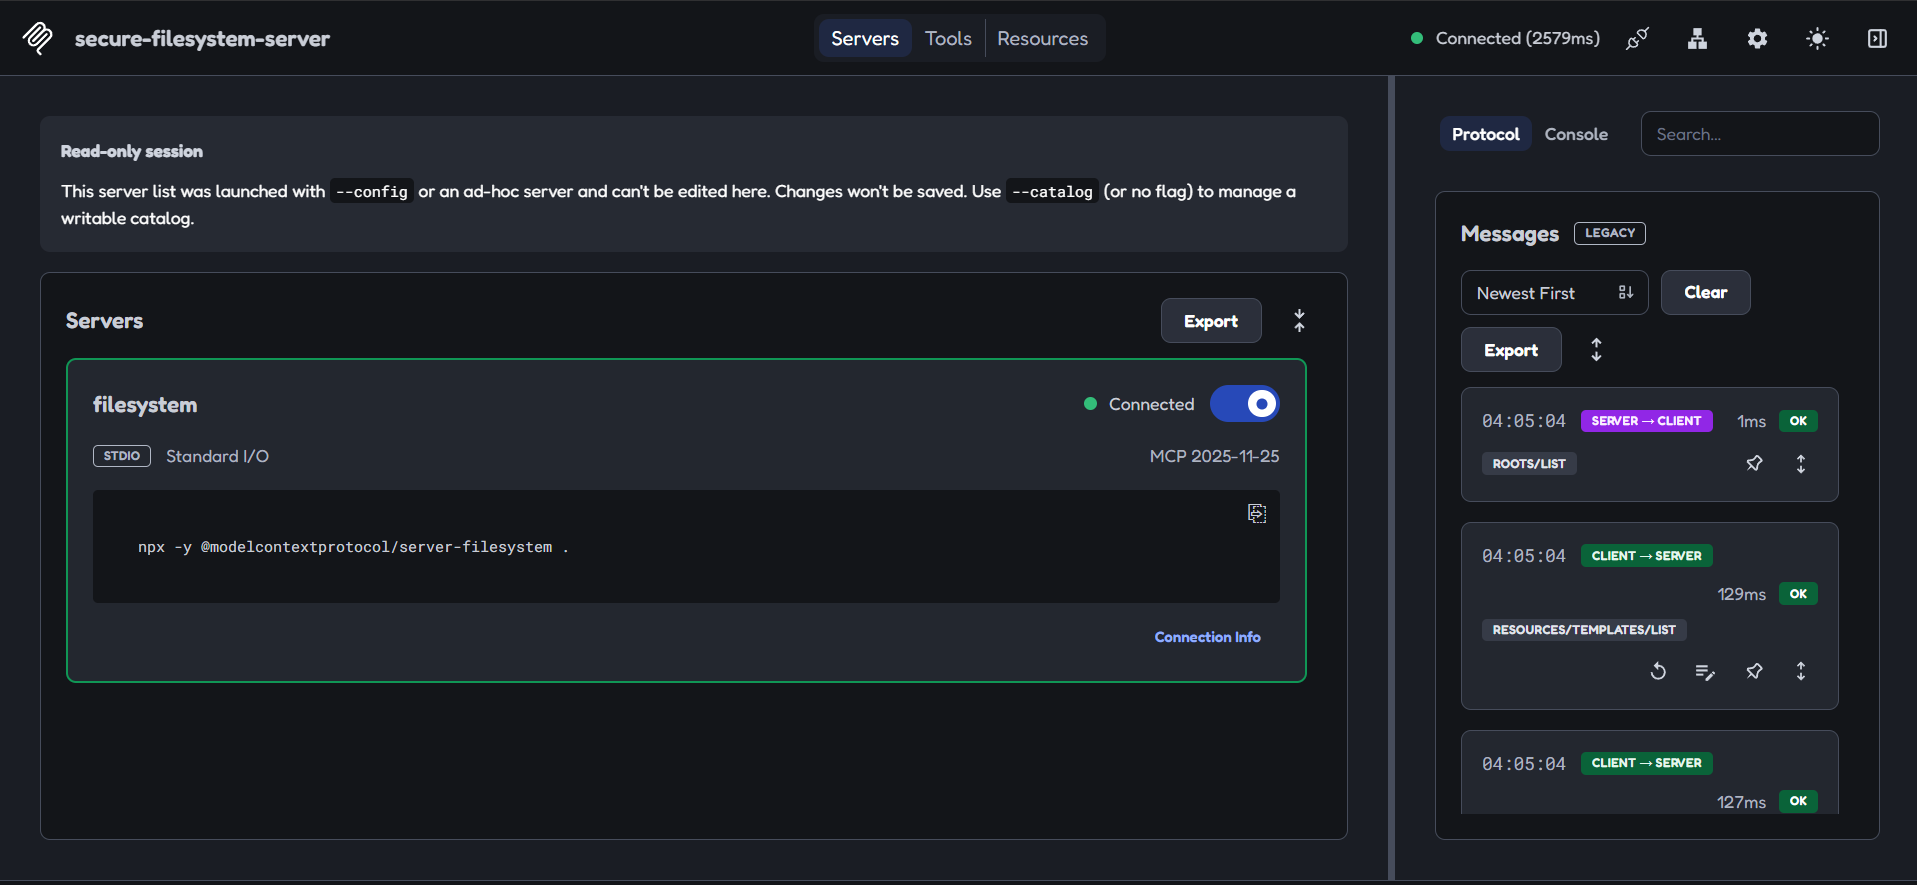 secure-filesystem-server
Servers
Tools
Resources
Connected (2579ms)
Read-only session
This server list was launched with --config or an ad-hoc server and can't be edited here. Changes won't be saved. Use --catalog (or no flag) to manage a
writable catalog.
Servers
Export
filesystem
Connected
STDIO
Standard I/O
MCP 2025-11-25
npx -y @modelcontextprotocol/server-filesystem .
Connection Info
Protocol
Console
Search...
Messages
LEGACY
Newest First
Clear
Export
04:05:04
SERVER → CLIENT
1ms
OK
ROOTS/LIST
04:05:04
CLIENT → SERVER
129ms
OK
RESOURCES/TEMPLATES/LIST
04:05:04
CLIENT → SERVER
127ms
OK